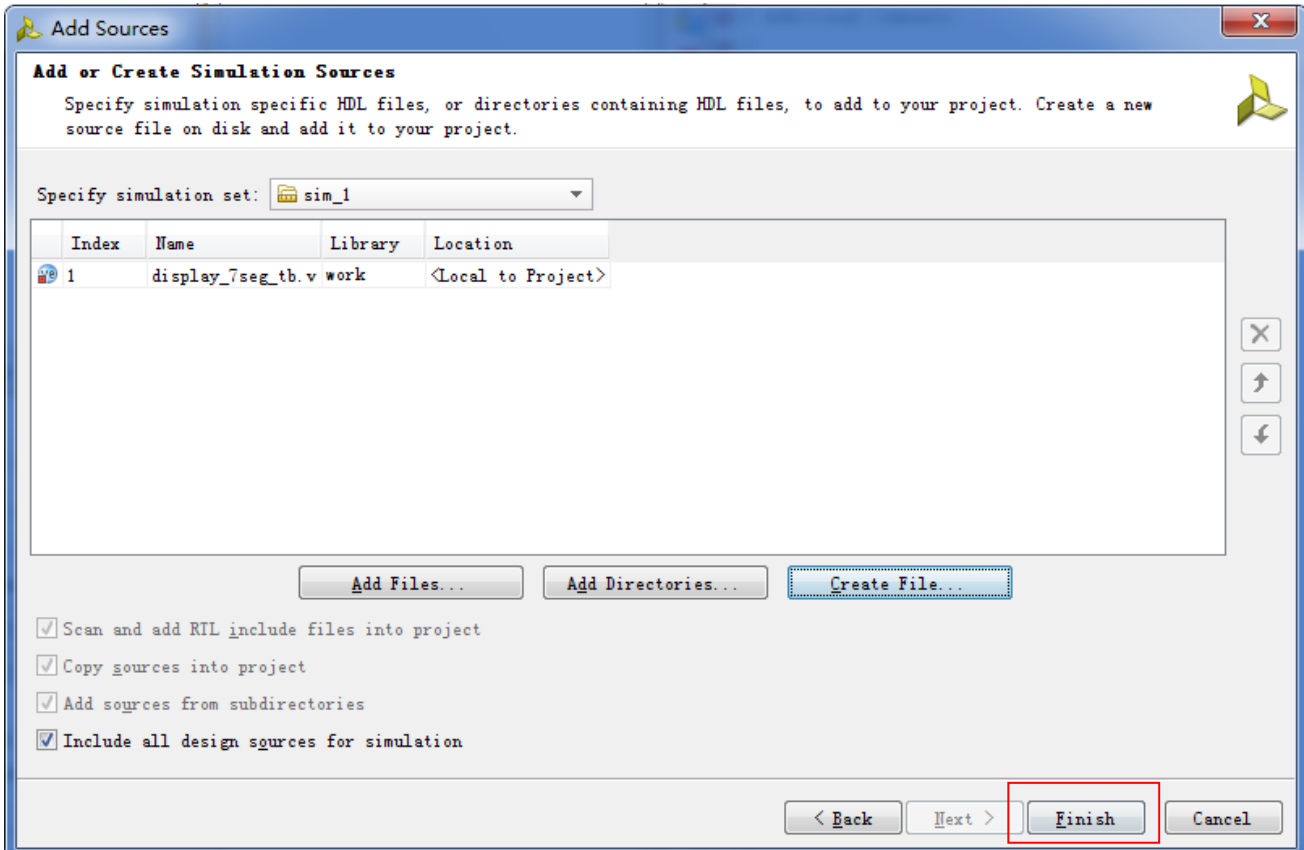 Add Sources
Add or Create Simulation Sources
Specify simulation specific HDL files, or directories containing HDL files, to add to your project. Create a new
source file on disk and add it to your project.
Specify simulation set: sim_1
Index Name Library Location
1 display_7seg_tb.v work <Local to Project>
Add Files... Add Directories... Create File...
Scan and add RTL include files into project
Copy sources into project
Add sources from subdirectories
Include all design sources for simulation
< Back Next > Finish Cancel